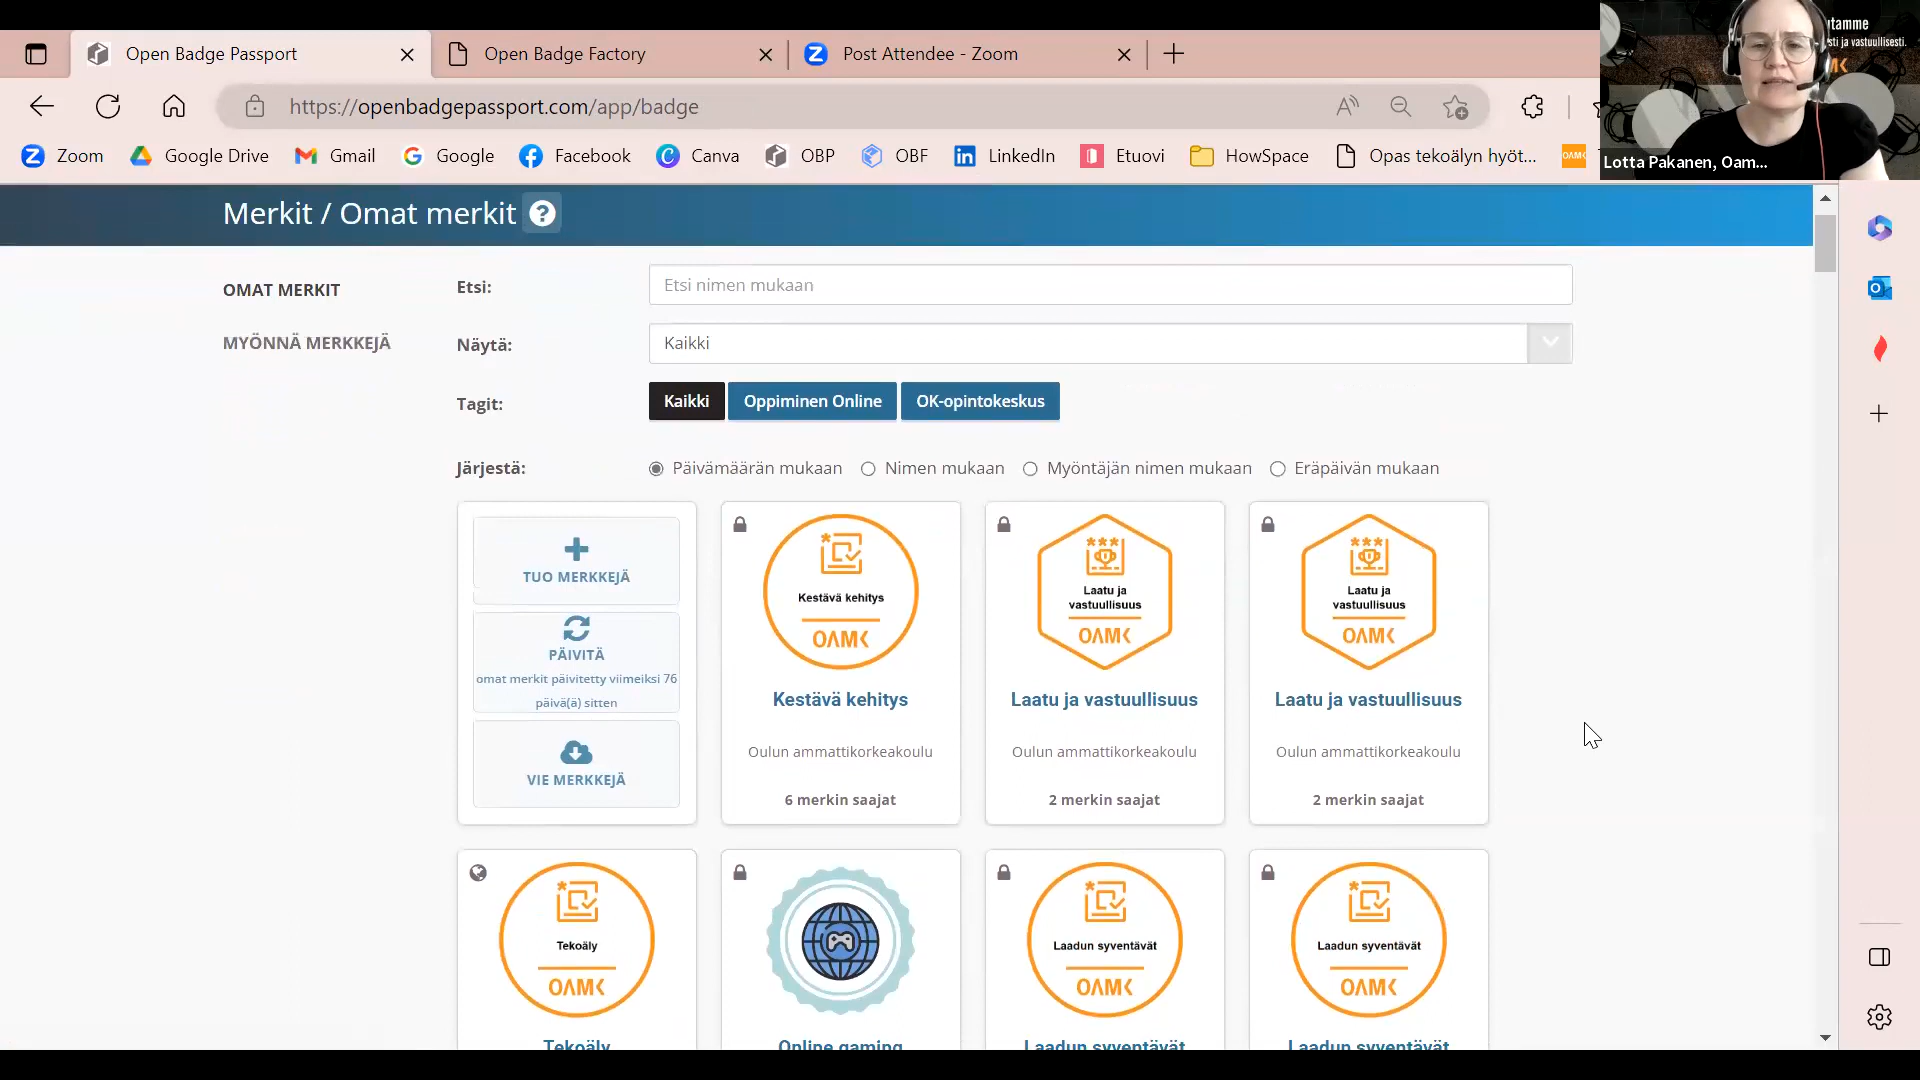 Open Badge Passport
Open Badge Factory
Post Attendee - Zoom
https://openbadgepassport.com/app/badge
Zoom
Google Drive
Gmail
Google
Facebook
Canva
OBP
OBF
LinkedIn
Etuovi
HowSpace
Opas tekoälyn hyöt...
OAMK
utamme
sti ja vastuullisesti.
Lotta Pakanen, Oam...
Merkit / Omat merkit
OMAT MERKIT
MYÖNNÄ MERKKEJÄ
Etsi:
Etsi nimen mukaan
Näytä:
Kaikki
Tagit:
Kaikki
Oppiminen Online
OK-opintokeskus
Järjestä:
Päivämäärän mukaan
Nimen mukaan
Myöntäjän nimen mukaan
Eräpäivän mukaan
TUO MERKKEJÄ
PÄIVITÄ
omat merkit päivitetty viimeiksi 76
päivä(ä) sitten
VIE MERKKEJÄ
Kestävä kehitys
OAMK
Kestävä kehitys
Oulun ammattikorkeakoulu
6 merkin saajat
Laatu ja
vastuullisuus
OAMK
Laatu ja vastuullisuus
Oulun ammattikorkeakoulu
2 merkin saajat
Laatu ja
vastuullisuus
OAMK
Laatu ja vastuullisuus
Oulun ammattikorkeakoulu
2 merkin saajat
Tekoäly
OAMK
Tekoäly
Online gaming
Laadun syventävät
OAMK
Laadun syventävät
Laadun syventävät
OAMK
Laadun syventävät